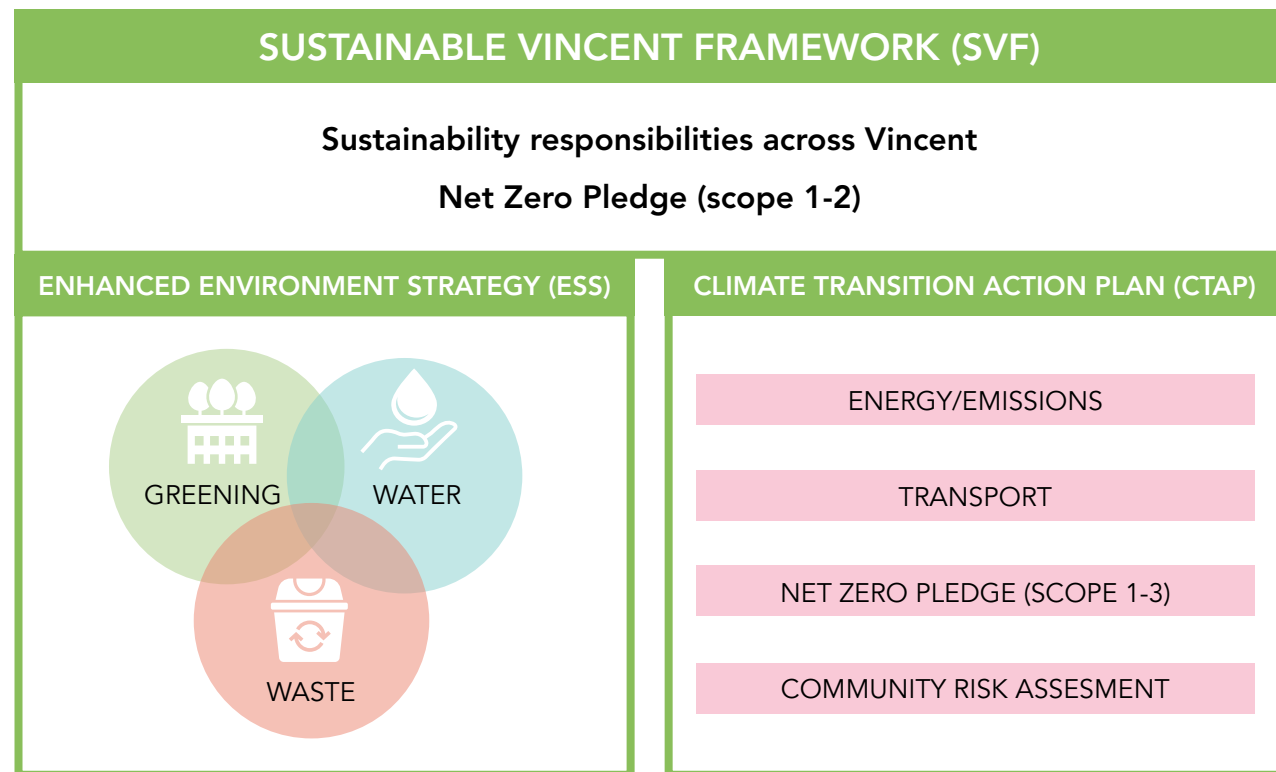 SUSTAINABLE VINCENT FRAMEWORK (SVF)
Sustainability responsibilities across Vincent
Net Zero Pledge (scope 1-2)
ENHANCED ENVIRONMENT STRATEGY (ESS)
GREENING
WATER
WASTE
CLIMATE TRANSITION ACTION PLAN (CTAP)
ENERGY/EMISSIONS
TRANSPORT
NET ZERO PLEDGE (SCOPE 1-3)
COMMUNITY RISK ASSESMENT